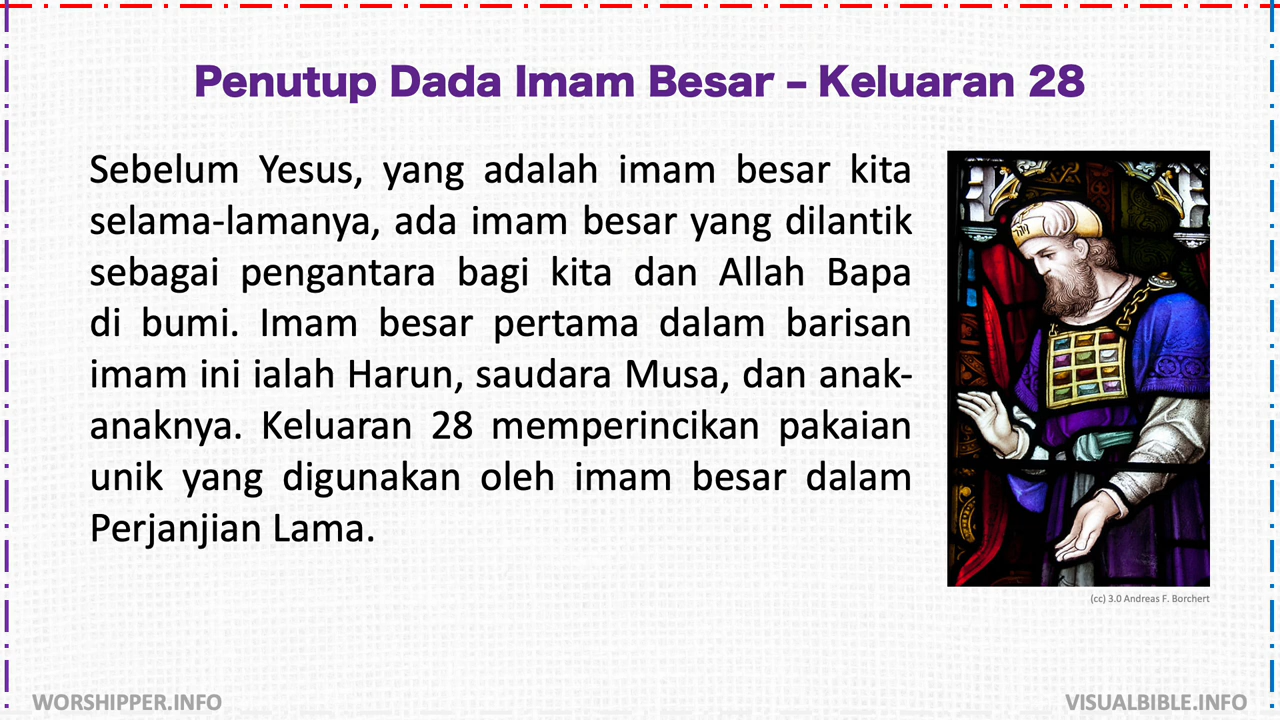 Penutup Dada Imam Besar – Keluaran 28
Sebelum Yesus, yang adalah imam besar kita
selama-lamanya, ada imam besar yang dilantik
sebagai pengantara bagi kita dan Allah Bapa
di bumi. Imam besar pertama dalam barisan
imam ini ialah Harun, saudara Musa, dan anak-
anaknya. Keluaran 28 memperincikan pakaian
unik yang digunakan oleh imam besar dalam
Perjanjian Lama.
(cc) 3.0 Andreas F. Borchert
WORSHIPPER.INFO
VISUALBIBLE.INFO